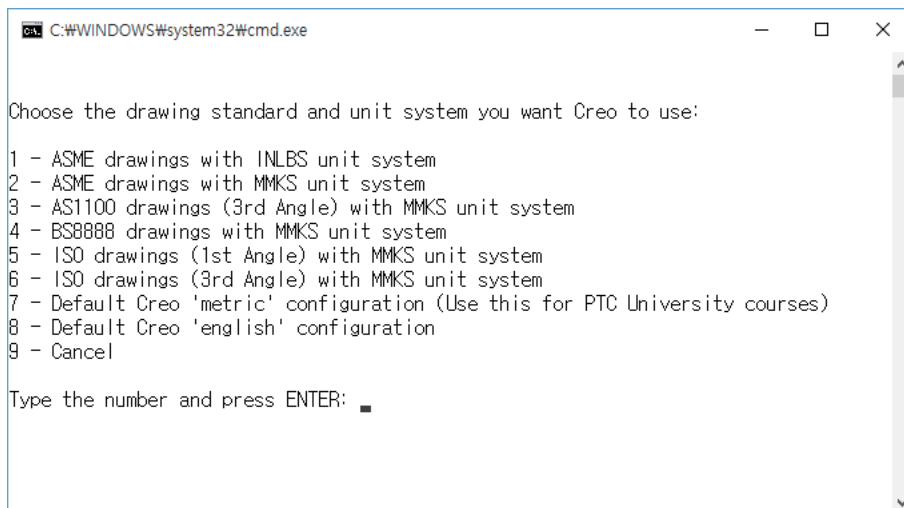 C:₩WINDOWS₩system32₩cmd.exe
Choose the drawing standard and unit system you want Creo to use:
1 - ASME drawings with INLBS unit system
2 - ASME drawings with MMKS unit system
3 - AS1100 drawings (3rd Angle) with MMKS unit system
4 - BS8888 drawings with MMKS unit system
5 - ISO drawings (1st Angle) with MMKS unit system
6 - ISO drawings (3rd Angle) with MMKS unit system
7 - Default Creo 'metric' configuration (Use this for PTC University courses)
8 - Default Creo 'english' configuration
9 - Cancel
Type the number and press ENTER: